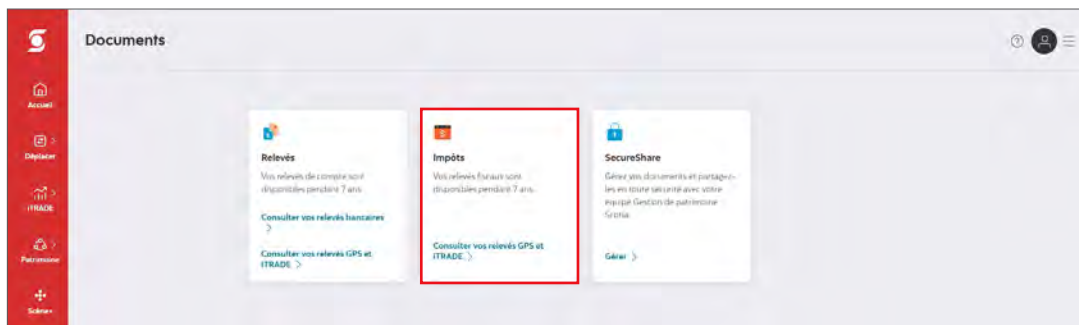 Documents
Accueil
Déplacer
iTRADE
Patrimoine
Scène+
Relevés
Vos relevés de compte sont
disponibles pendant 7 ans.
Consulter vos relevés bancaires
Consulter vos relevés GPS et
iTRADE
Impôts
Vos relevés fiscaux sont
disponibles pendant 7 ans.
Consulter vos relevés GPS et
iTRADE
SecureShare
Gérez vos documents et partagez-
les en toute sécurité avec votre
équipe Gestion de patrimoine
Scotia.
Gérer